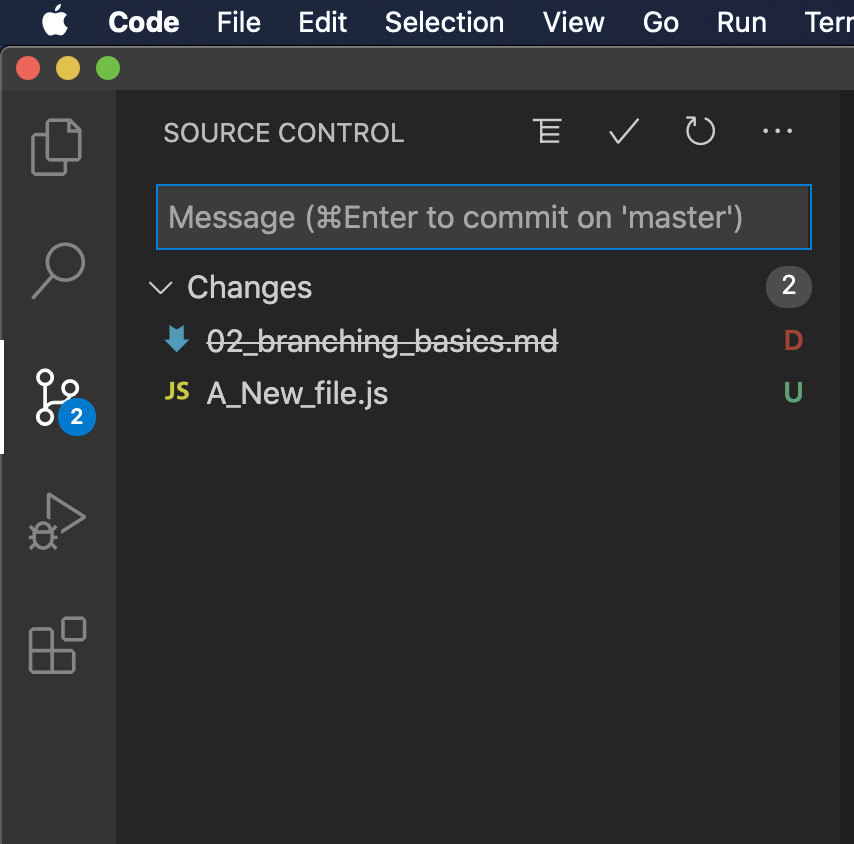 Code File Edit Selection View Go Run Terr
SOURCE CONTROL
Message (⌘Enter to commit on 'master')
Changes 2
02_branching_basics.md D
JS A_New_file.js U
2